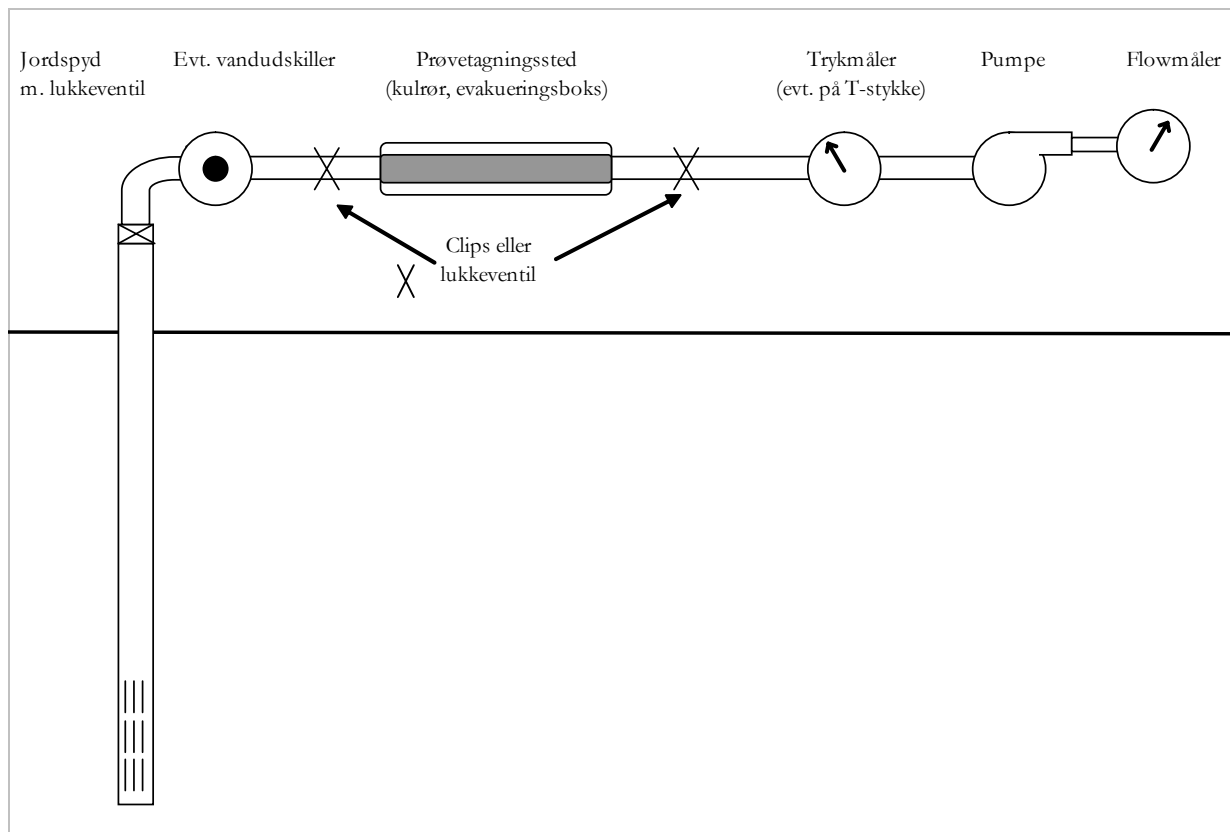 Jordspyd
m. lukkeventil
Evt. vandudskiller
Prøvetagningssted
(kulrør, evakueringsboks)
Trykmåler
(evt. på T-stykke)
Pumpe
Flowmåler
Clips eller
lukkeventil